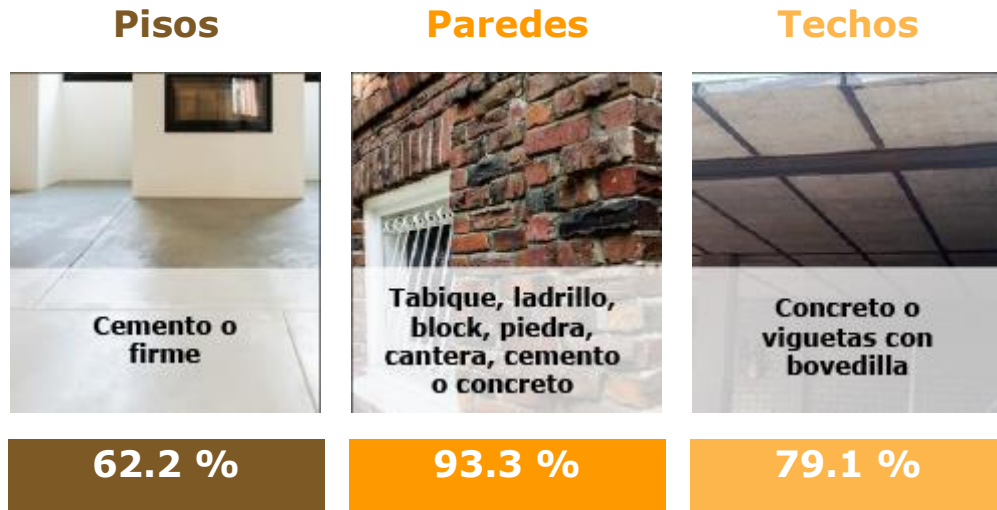 Pisos
Paredes
Techos
Cemento o
firme
Tabique, ladrillo,
block, piedra,
cantera, cemento
o concreto
Concreto o
viguetas con
bovedilla
62.2 %
93.3 %
79.1 %